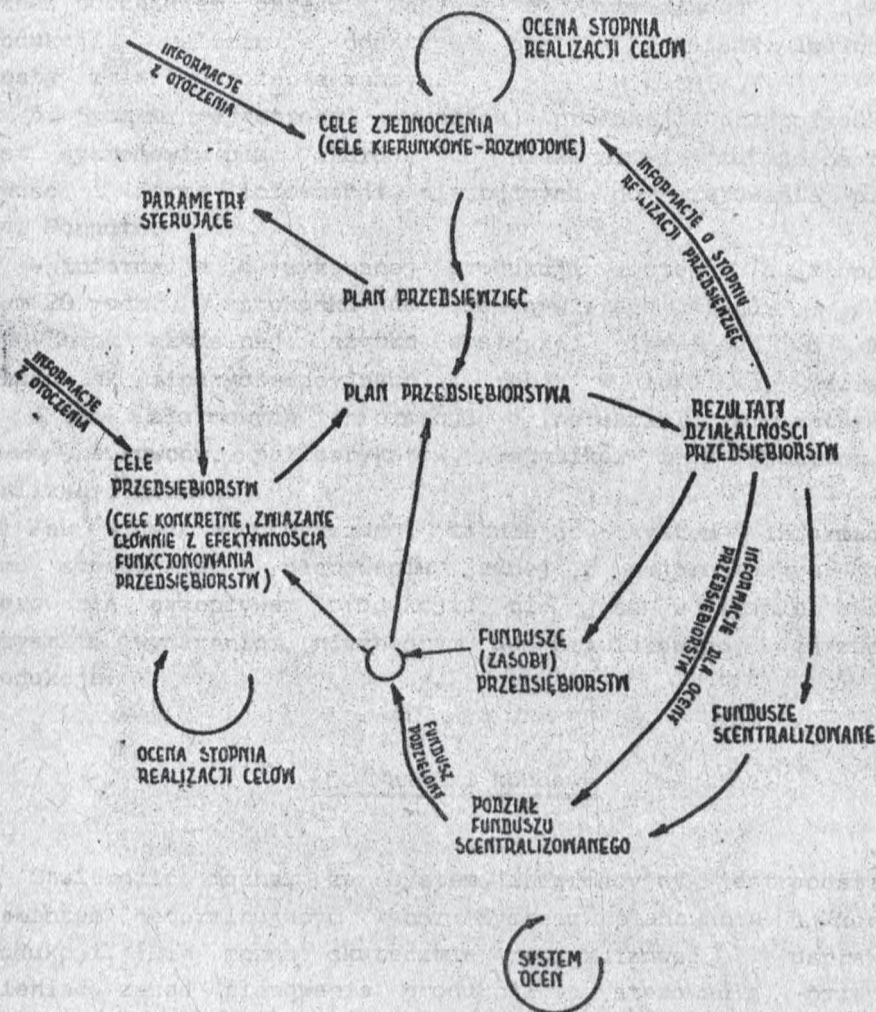 OCENA STOPNIA
REALIZACJI CELÓW
INFORMACJE
Z OTOCZENIA
CELE ZJEDNOCZENIA
(CELE KIERUNKOWE-ROZWOJOWE)
PARAMETRY
STERUJĄCE
INFORMACJE O STOPNIU
REALIZACJI PRZEDSIĘWZIĘĆ
PLAN PRZEDSIĘWZIĘĆ
INFORMACJE
Z OTOCZENIA
PLAN PRZEDSIĘBIORSTWA
REZULTATY
DZIAŁALNOŚCI
PRZEDSIĘBIORSTW
CELE
PRZEDSIĘBIORSTW
(CELE KONKRETNE, ZWIĄZANE
GŁÓWNIE Z EFEKTYWNOŚCIĄ
FUNKCJONOWANIA
PRZEDSIĘBIORSTW)
INFORMACJE DLA OCENY
PRZEDSIĘBIORSTW
FUNDUSZE
(ZASOBY)
PRZEDSIĘBIORSTW
FUNDUSZE
SCENTRALIZOWANE
FUNDUSZ
PODZIELONY
OCENA STOPNIA
REALIZACJI CELÓW
PODZIAŁ
FUNDUSZU
SCENTRALIZOWANEGO
SYSTEM
OCEN